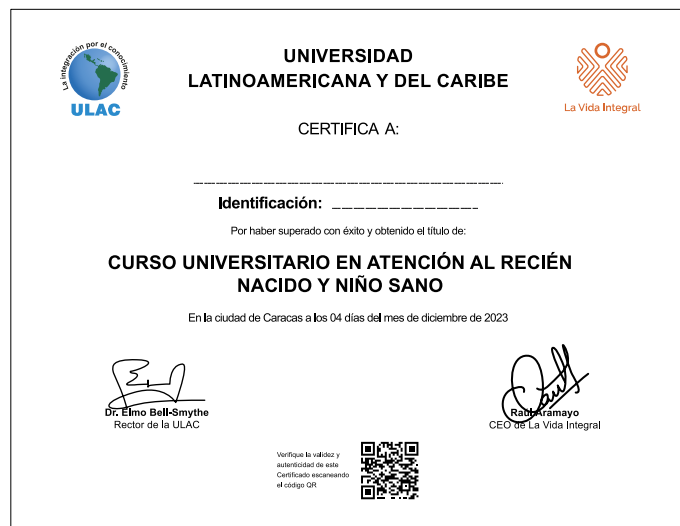 La integración por el conocimiento
ULAC
UNIVERSIDAD
LATINOAMERICANA Y DEL CARIBE
La Vida Integral
CERTIFICA A:
Identificación:
Por haber superado con éxito y obtenido el título de:
CURSO UNIVERSITARIO EN ATENCIÓN AL RECIÉN
NACIDO Y NIÑO SANO
En la ciudad de Caracas a los 04 días del mes de diciembre de 2023
Dr. Elmo Bell-Smythe
Rector de la ULAC
Raúl Aramayo
CEO de La Vida Integral
Verifique la validez y
autenticidad de este
Certificado escaneando
el código QR